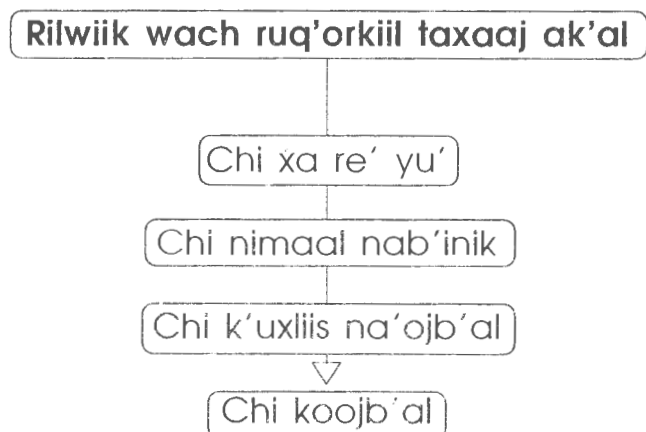 Rilwiik wach ruq'orkiil taxaaj ak'al
Chi xa re' yu'
Chi nimaal nab'inik
Chi k'uxliis na'ojb'al
Chi koojb'al